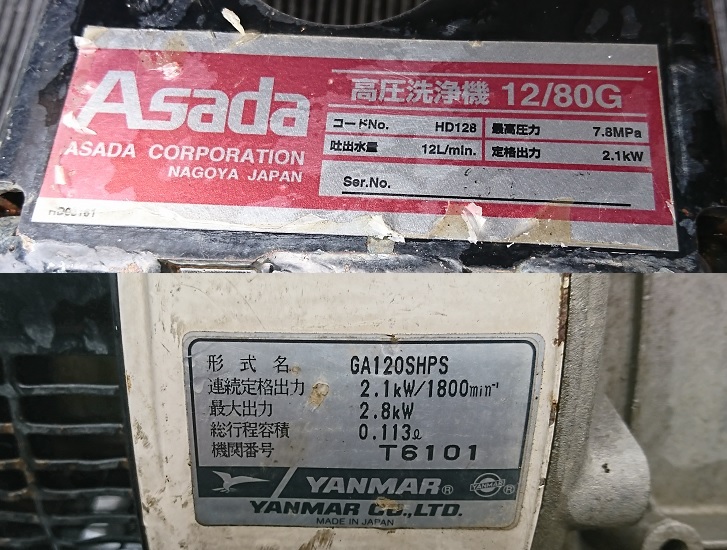 Asada
高圧洗浄機 12/80G
コードNo. HD128 最高圧力 7.8MPa
吐出水量 12L/min. 定格出力 2.1kW
ASADA CORPORATION
NAGOYA JAPAN
Ser.No.
形式名 GA120SHPS
連続定格出力 2.1kW/1800min⁻¹
最大出力 2.8kW
総行程容積 0.113ℓ
機関番号 T6101
YANMAR® YANMAR®
YANMAR CO.,LTD.
MADE IN JAPAN